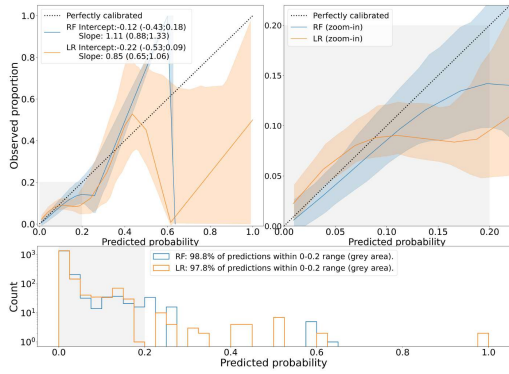 Perfectly calibrated
RF Intercept:-0.12 (-0.43;0.18)
Slope: 1.11 (0.88;1.33)
LR Intercept:-0.22 (-0.53;0.09)
Slope: 0.85 (0.65;1.06)
1.0
0.8
0.6
0.4
0.2
0.0
Observed proportion
0.0 0.2 0.4 0.6 0.8 1.0
Predicted probability
Perfectly calibrated
RF (zoom-in)
LR (zoom-in)
0.20
0.15
0.10
0.05
0.00
0.00 0.05 0.10 0.15 0.20
Predicted probability
RF: 98.8% of predictions within 0-0.2 range (grey area).
LR: 97.8% of predictions within 0-0.2 range (grey area).
10³
10²
10¹
10⁰
Count
0.0 0.2 0.4 0.6 0.8 1.0
Predicted probability